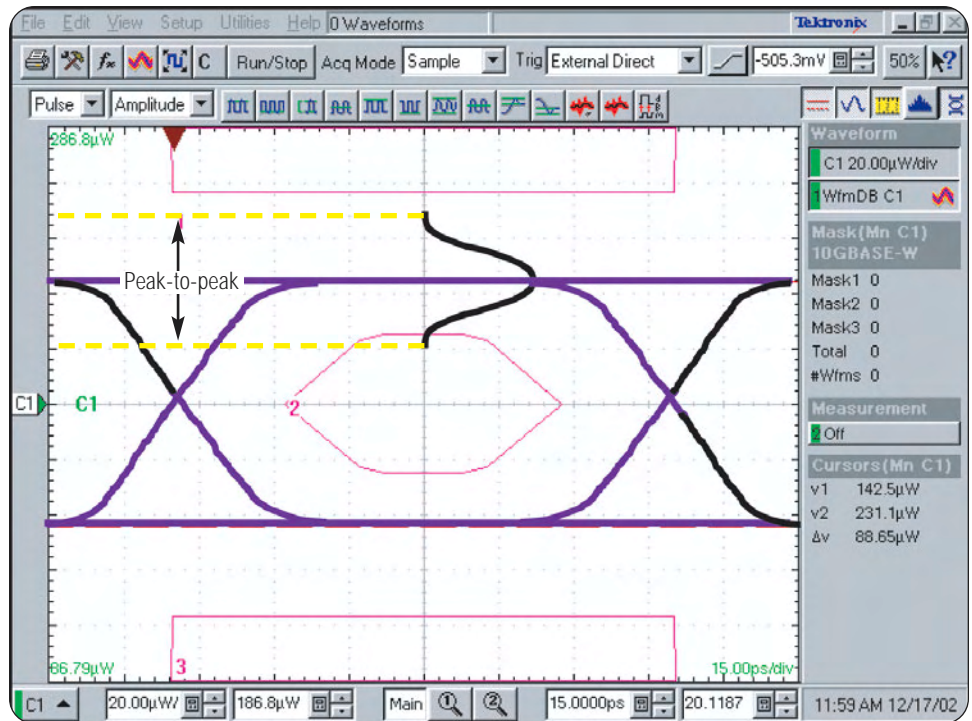 File Edit View Setup Utilities Help 0 Waveforms Tektronix
C Run/Stop Acq Mode Sample Trig External Direct -505.3mV 50% ?
Pulse Amplitude
286.8µW
Waveform
C1 20.00µW/div
1 WfmDB C1
1
Mask(Mn C1)
10GBASE-W
Mask1 0
Mask2 0
Mask3 0
Total 0
#Wfms 0
Peak-to-peak
C1 C1
2
Measurement
2 Off
Cursors(Mn C1)
v1 142.5µW
v2 231.1µW
Δv 88.65µW
86.79µW 3 15.00ps/div
C1 20.00µW/ 186.8µW Main 1 2 15.0000ps 20.1187 11:59 AM 12/17/02